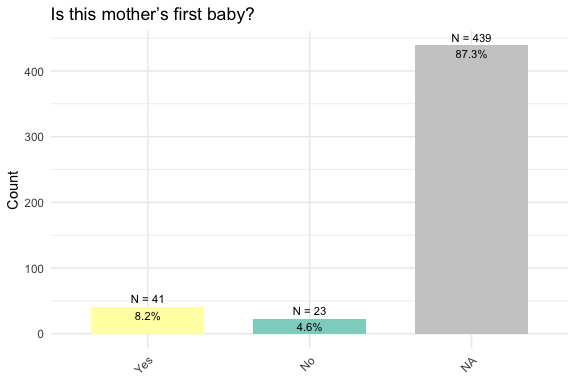 Is this mother’s first baby?
N = 439
87.3%
400
300
Count
200
100
N = 41
8.2%
N = 23
4.6%
0
Yes
No
NA